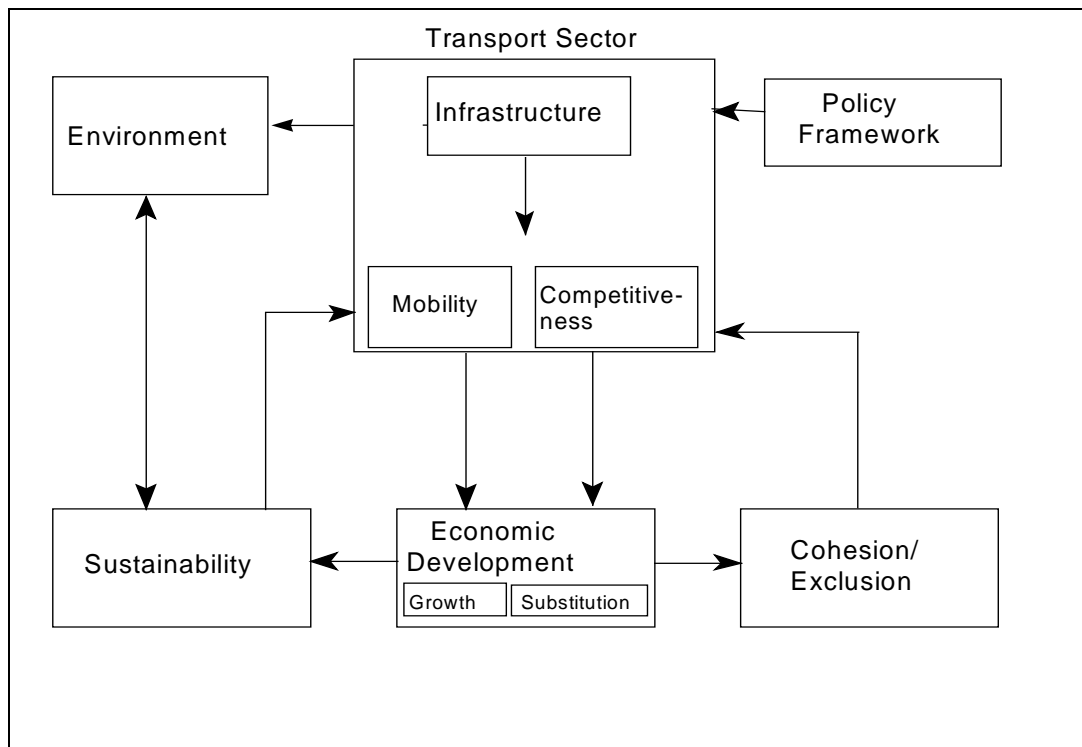 Transport Sector
Environment
Infrastructure
Policy
Framework
Mobility
Competitive-
ness
Sustainability
Economic
Development
Growth
Substitution
Cohesion/
Exclusion